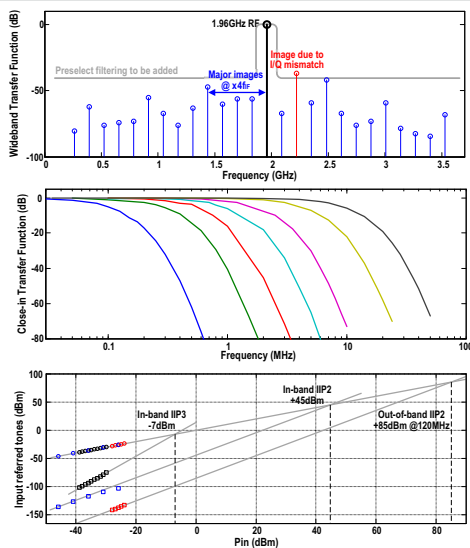 Wideband Transfer Function (dB)
0
-50
-100
1.96GHz RF
Preselect filtering to be added
Major images
@ x4fIF
Image due to
I/Q mismatch
0
0.5
1
1.5
2
2.5
3
3.5
Frequency (GHz)
Close-in Transfer Function (dB)
0
-20
-40
-60
-80
0.1
1
10
100
Frequency (MHz)
Input referred tones (dBm)
100
50
0
-50
-100
-150
In-band IIP3
-7dBm
In-band IIP2
+45dBm
Out-of-band IIP2
+85dBm @120MHz
-40
-20
0
20
40
60
80
Pin (dBm)